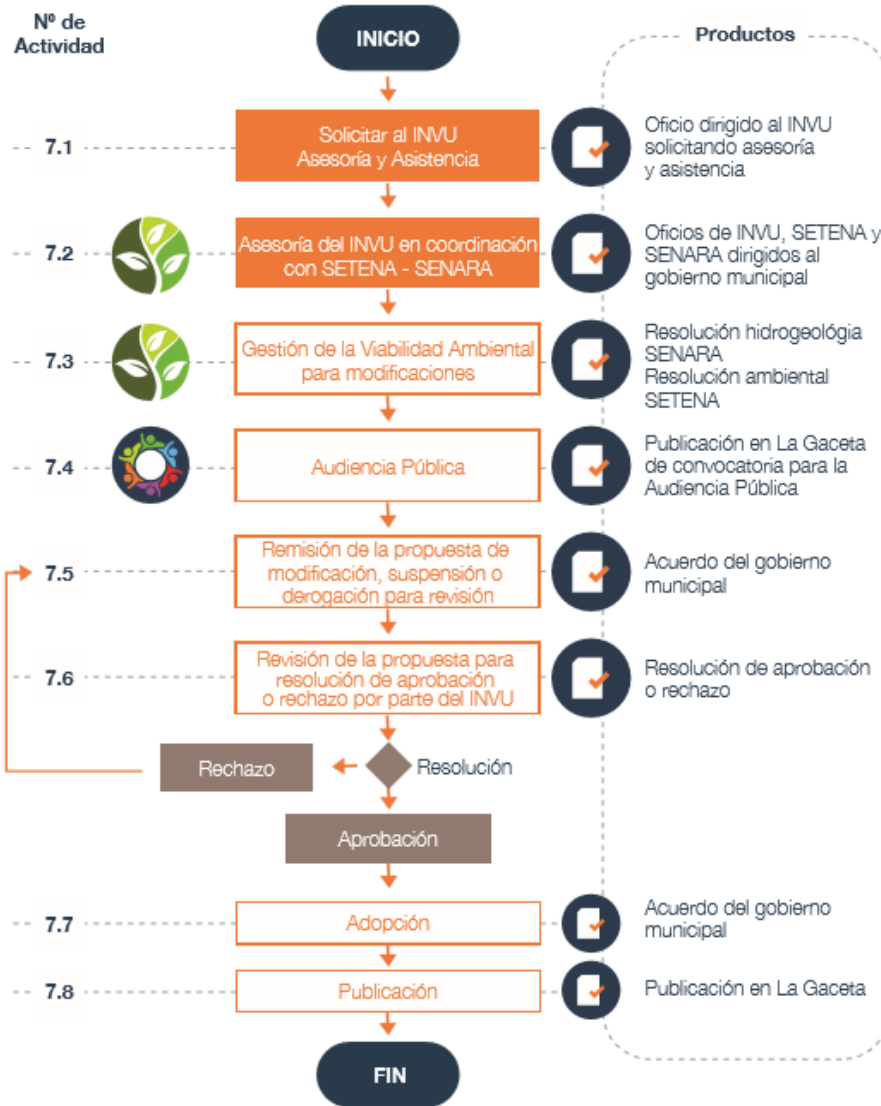 Nº de
Actividad
INICIO
Productos
7.1
Solicitar al INVU
Asesoría y Asistencia
Oficio dirigido al INVU
solicitando asesoría
y asistencia
7.2
Asesoría del INVU en coordinación
con SETENA - SENARA
Oficios de INVU, SETENA y
SENARA dirigidos al
gobierno municipal
7.3
Gestión de la Viabilidad Ambiental
para modificaciones
Resolución hidrogeológia
SENARA
Resolución ambiental
SETENA
7.4
Audiencia Pública
Publicación en La Gaceta
de convocatoria para la
Audiencia Pública
7.5
Remisión de la propuesta de
modificación, suspensión o
derogación para revisión
Acuerdo del gobierno
municipal
7.6
Revisión de la propuesta para
resolución de aprobación
o rechazo por parte del INVU
Resolución de aprobación
o rechazo
Rechazo
Resolución
Aprobación
7.7
Adopción
Acuerdo del gobierno
municipal
7.8
Publicación
Publicación en La Gaceta
FIN